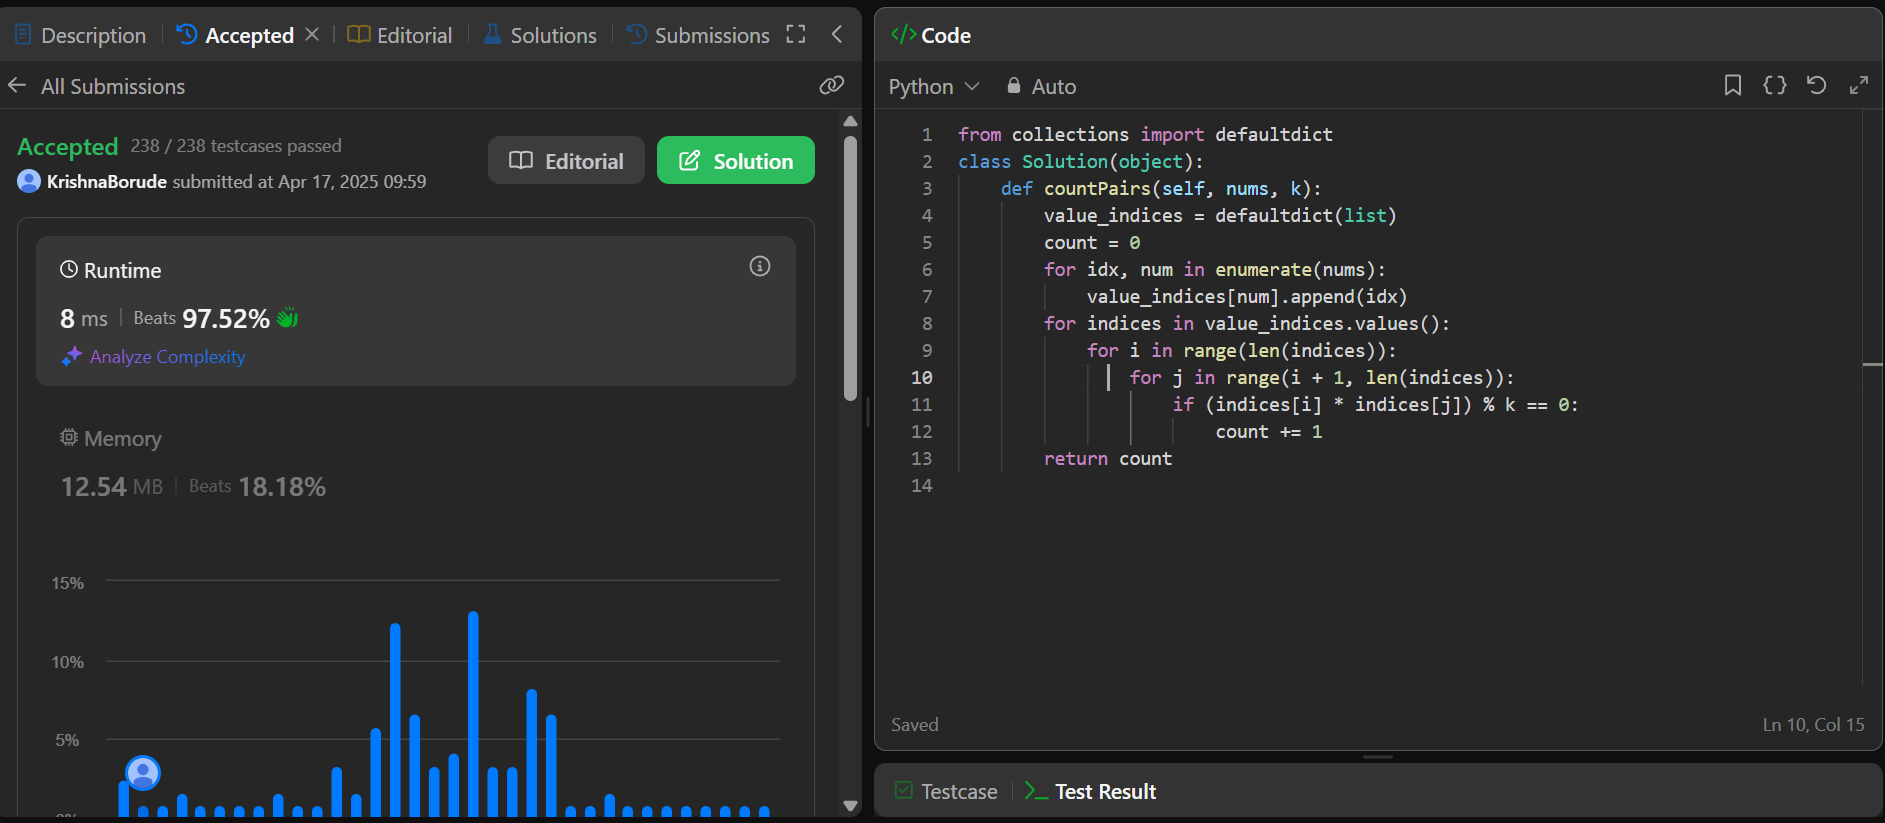 Description Accepted Editorial Solutions Submissions
All Submissions
Accepted 238 / 238 testcases passed
KrishnaBorude submitted at Apr 17, 2025 09:59
Editorial
Solution
Runtime
8 ms Beats 97.52%
Analyze Complexity
Memory
12.54 MB Beats 18.18%
15%
10%
5%
</> Code
Python Auto
1 from collections import defaultdict
2 class Solution(object):
3 def countPairs(self, nums, k):
4 value_indices = defaultdict(list)
5 count = 0
6 for idx, num in enumerate(nums):
7 value_indices[num].append(idx)
8 for indices in value_indices.values():
9 for i in range(len(indices)):
10 for j in range(i + 1, len(indices)):
11 if (indices[i] * indices[j]) % k == 0:
12 count += 1
13 return count
14
Saved Ln 10, Col 15
Testcase Test Result